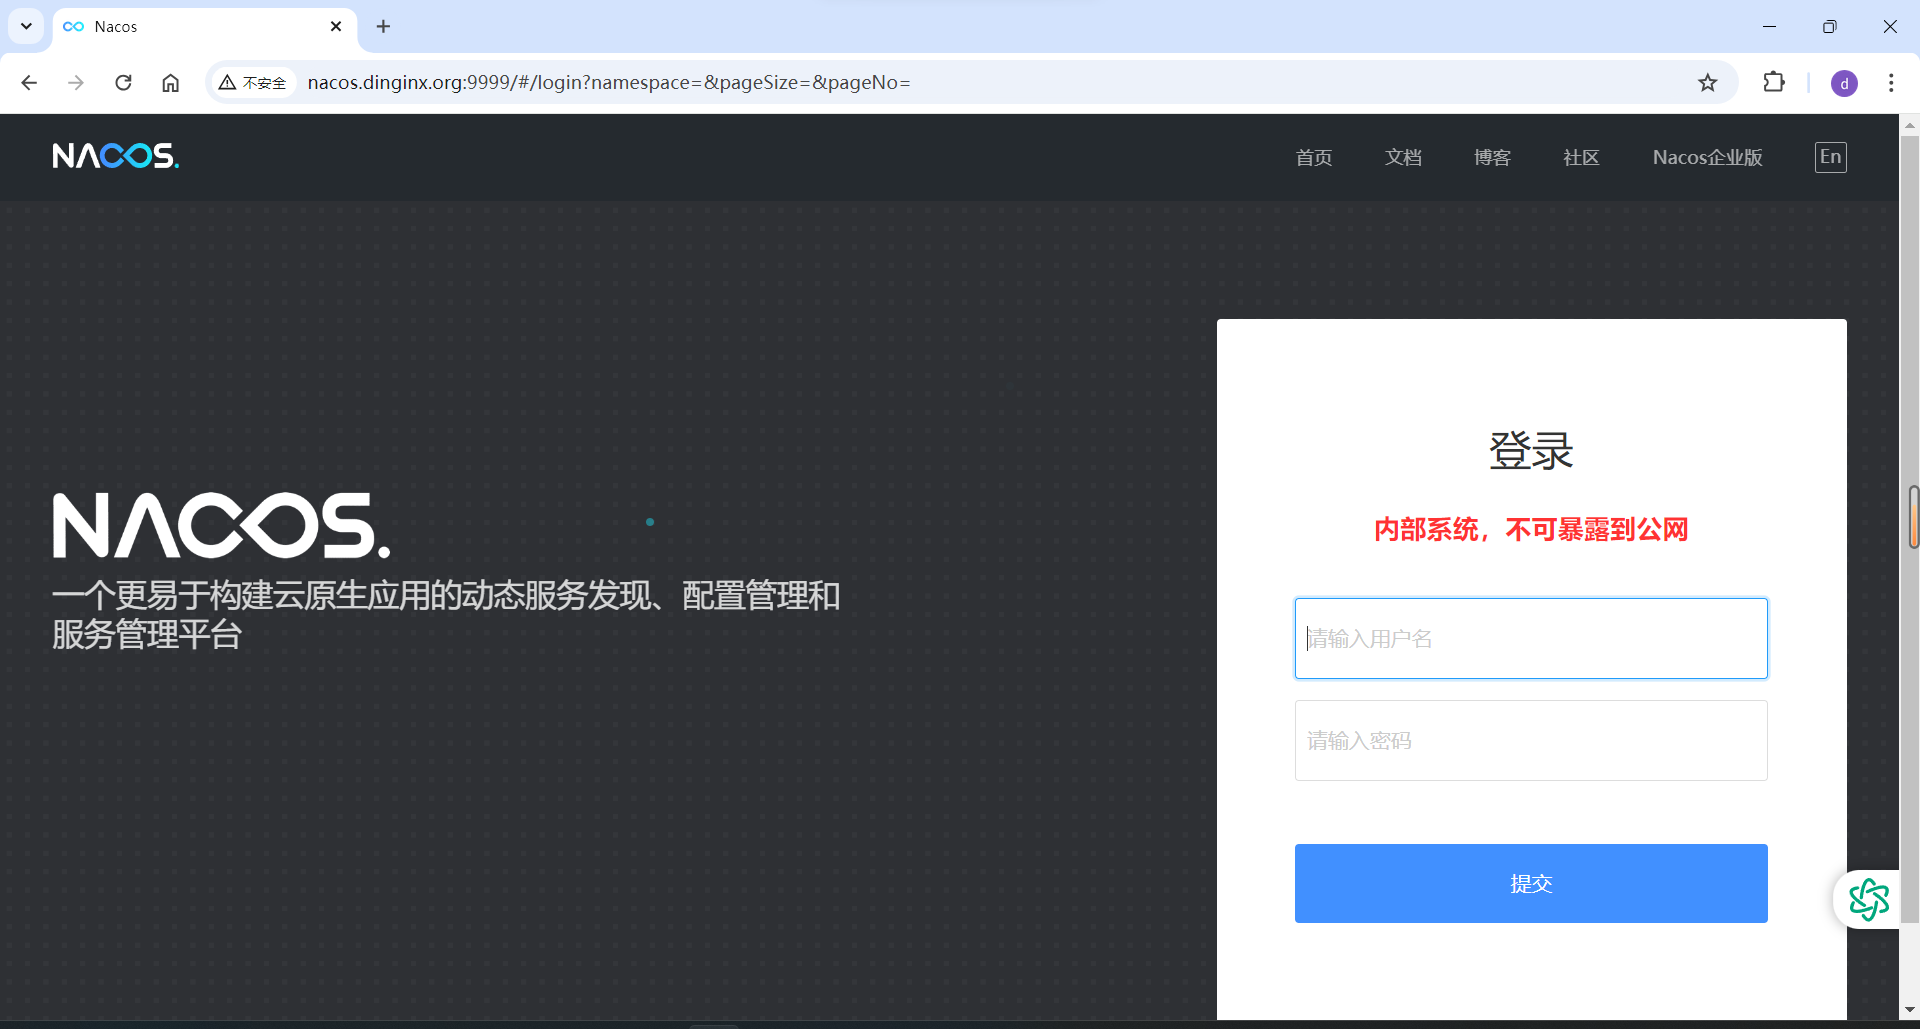 Nacos
不安全
nacos.dinginx.org:9999/#/login?namespace=&pageSize=&pageNo=
d
NACOS.
首页
文档
博客
社区
Nacos企业版
En
登录
内部系统，不可暴露到公网
NACOS.
一个更易于构建云原生应用的动态服务发现、配置管理和
服务管理平台
请输入用户名
请输入密码
提交